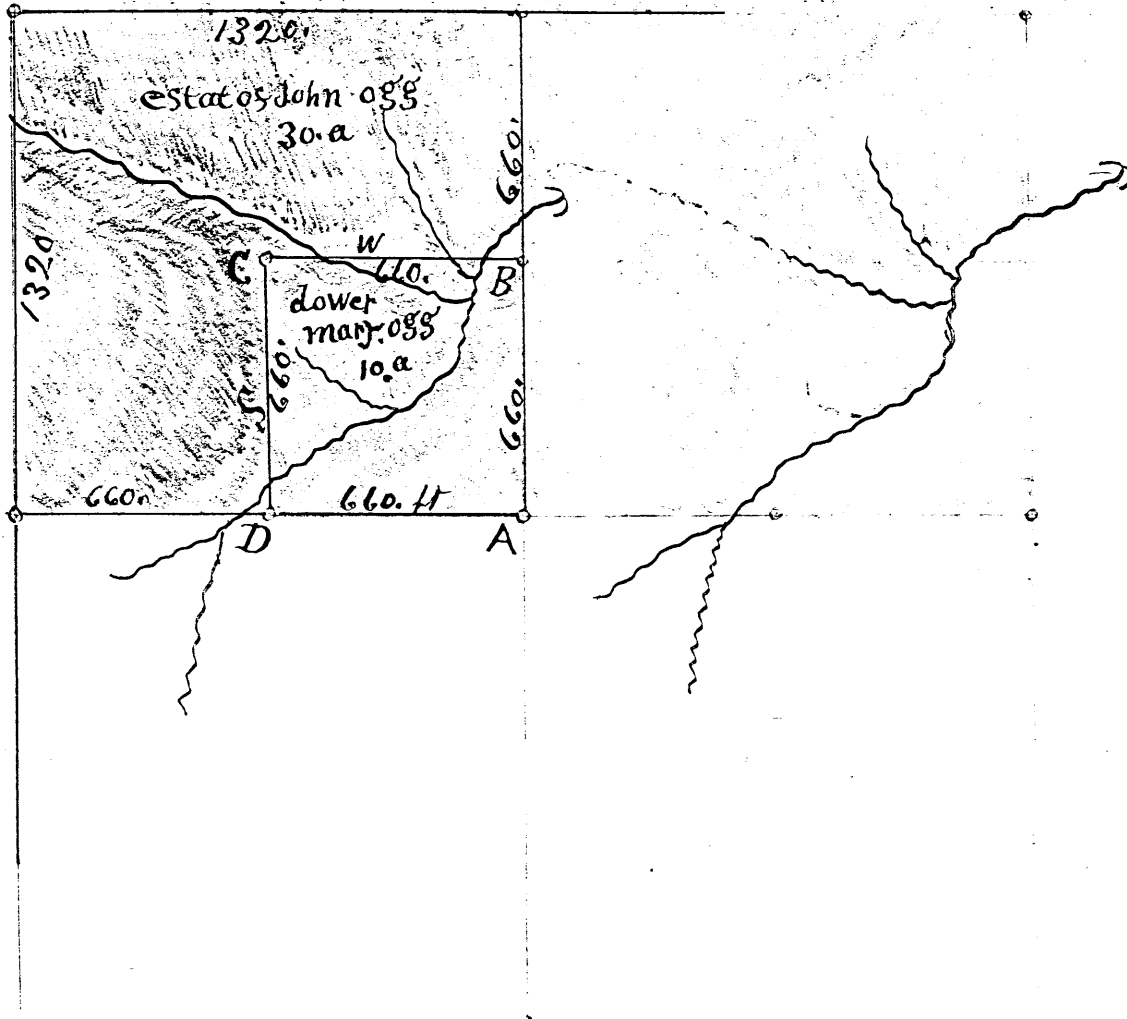 1320.
estat of John ogg
30.a
660.
1320
W
C
660.
B
dower
mary. ogg
10.a
660.
S
660.
660.
660. ft
D
A